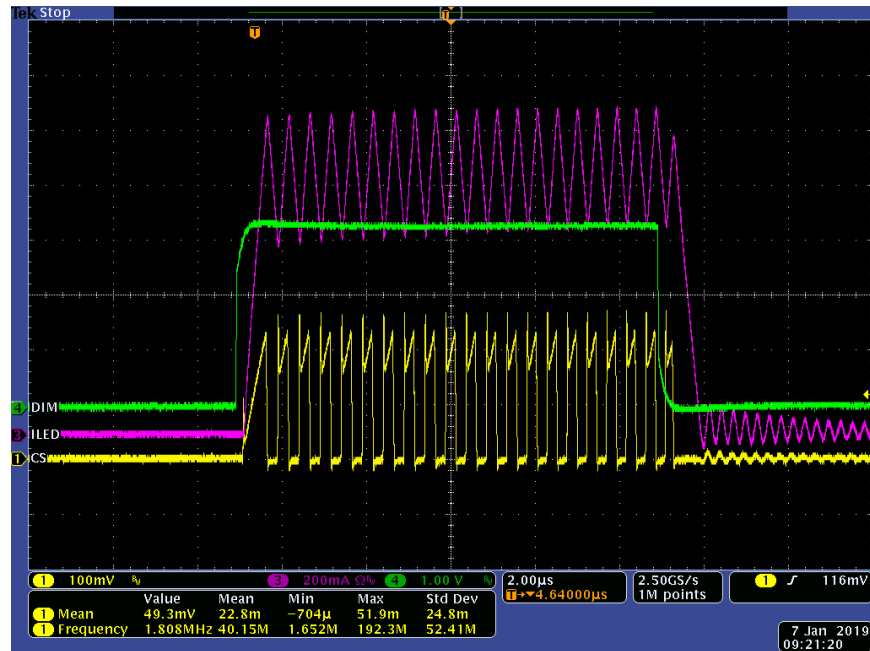 Tek Stop
T
T
4 DIM
3 ILED
1 CS
1 100mV 3 200mA Ω 4 1.00 V 2.00µs 2.50GS/s 1 116mV
T→▼4.64000µs 1M points
Value Mean Min Max Std Dev
1 Mean 49.3mV 22.8m −704µ 51.9m 24.8m
1 Frequency 1.808MHz 40.15M 1.652M 192.3M 52.41M
7 Jan 2019
09:21:20